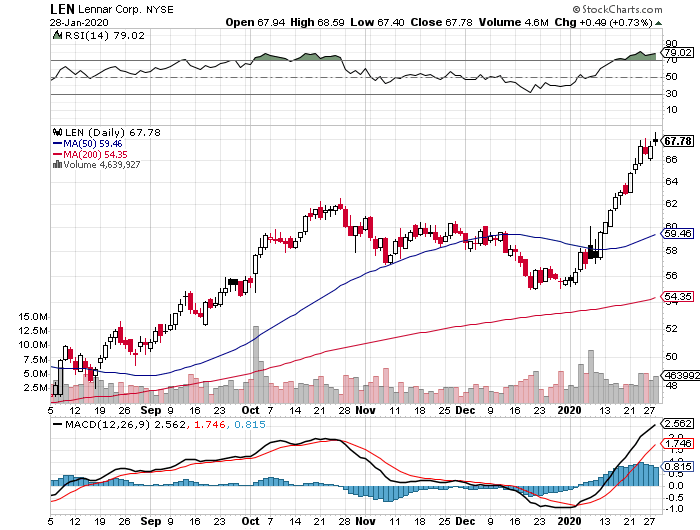 LEN Lennar Corp. NYSE © StockCharts.com
28-Jan-2020 Open 67.94 High 68.59 Low 67.40 Close 67.78 Volume 4.6M Chg +0.49 (+0.73%)
RSI(14) 79.02
90
79.02
70
50
30
10
LEN (Daily) 67.78
MA(50) 59.46
MA(200) 54.35
Volume 4,639,927
67.78
66
64
62
60
59.46
58
56
54.35
54
52
50
48
463992
15.0M
12.5M
10.0M
7.5M
5.0M
2.5M
5 12 19 26 Sep 9 16 23 Oct 7 14 21 28 Nov 11 18 25 Dec 9 16 23 2020 13 21 27
MACD(12,26,9) 2.562, 1.746, 0.815
2.562
1.746
1.5
0.815
0.5
0.0
-0.5
-1.0
5 12 19 26 Sep 9 16 23 Oct 7 14 21 28 Nov 11 18 25 Dec 9 16 23 2020 13 21 27